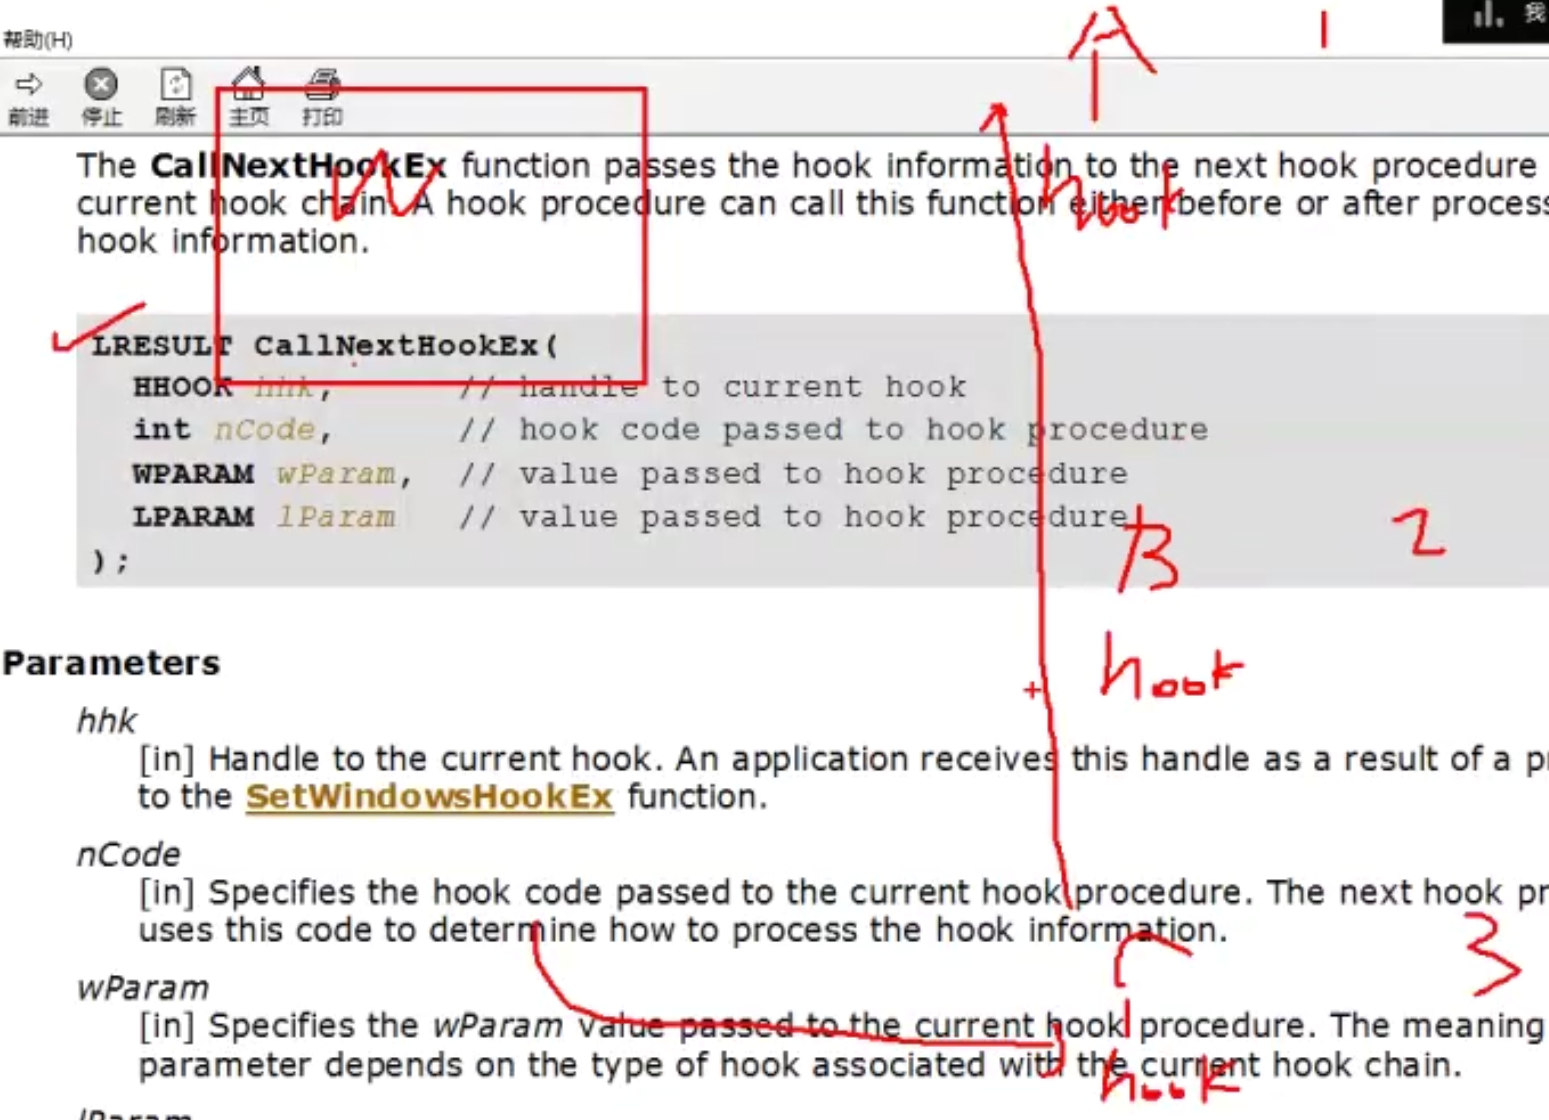 我
帮助(H)
前进 停止 刷新 主页 打印
A 1
The CallNextHookEx function passes the hook information to the next hook procedure
hook
current hook chain. A hook procedure can call this function either before or after process
hook information.
W
LRESULT CallNextHookEx(
HHOOK hhk, // handle to current hook
int nCode, // hook code passed to hook procedure
WPARAM wParam, // value passed to hook procedure
LPARAM lParam // value passed to hook procedure
);
B 2
hook
Parameters
hhk
[in] Handle to the current hook. An application receives this handle as a result of a pr
to the SetWindowsHookEx function.
nCode
[in] Specifies the hook code passed to the current hook procedure. The next hook pr
uses this code to determine how to process the hook information.
3
wParam
[in] Specifies the wParam value passed to the current hook procedure. The meaning
parameter depends on the type of hook associated with the current hook chain.
hook
lParam